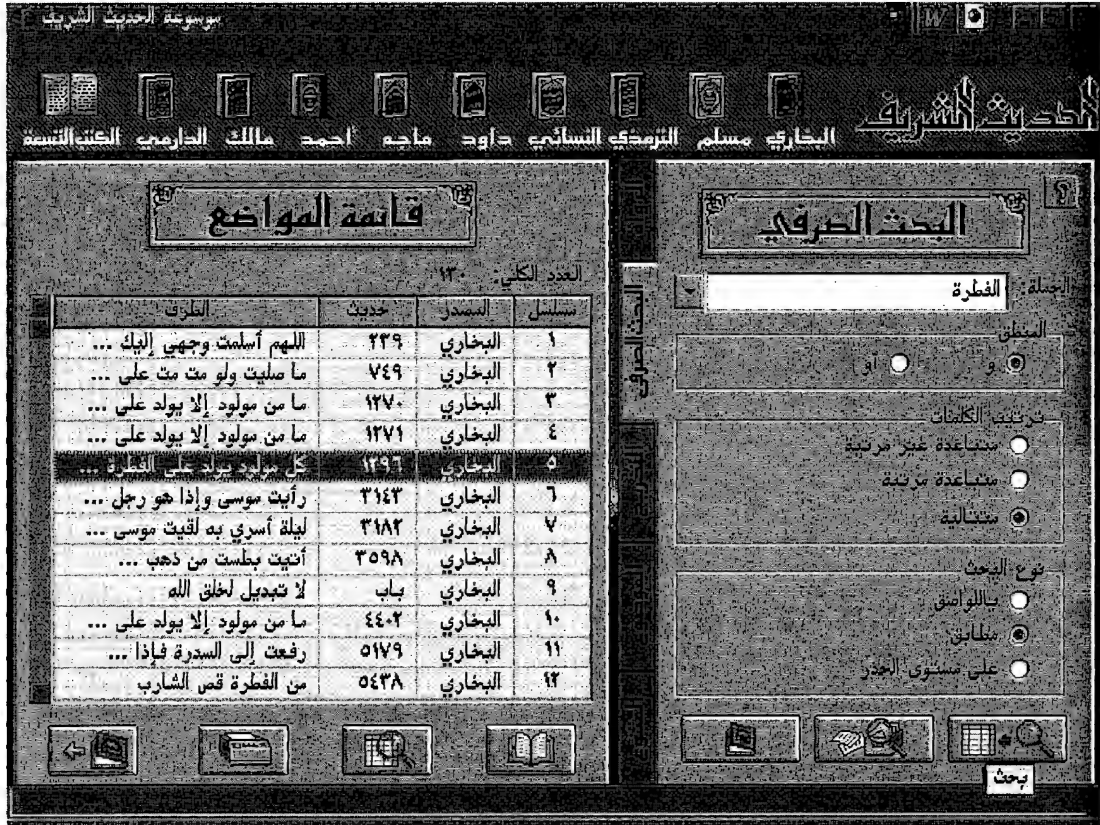 موسوعة الحديث الشريف
W
الحديث الشريف
البخاري مسلم الترمذي النسائي داود ماجه احمد مالك الدارمي الكتب التسعة
؟
البحث الصرفي
الجملة: الفطرة
المنطق
و او
ترتيب الكلمات
متباعدة غير مرتبة
متباعدة مرتبة
متتالية
نوع البحث
باللواصق
مطابق
على مستوى الجذر
بحث
البحث الصرفي
قائمة المواضع
العدد الكلي: ١٣٠
مسلسل المصدر حديث الطرف
١ البخاري ٢٣٩ اللهم أسلمت وجهي إليك ...
٢ البخاري ٧٤٩ ما صليت ولو مت مت على ...
٣ البخاري ١٢٧٠ ما من مولود إلا يولد على ...
٤ البخاري ١٢٧١ ما من مولود إلا يولد على ...
٥ البخاري ١٢٩٦ كل مولود يولد على الفطرة ...
٦ البخاري ٣١٤٣ رأيت موسى وإذا هو رجل ...
٧ البخاري ٣١٨٢ ليلة أسري به لقيت موسى ...
٨ البخاري ٣٥٩٨ أتيت بطست من ذهب ...
٩ البخاري باب لا تبديل لخلق الله
١٠ البخاري ٤٤٠٢ ما من مولود إلا يولد على ...
١١ البخاري ٥١٧٩ رفعت إلى السدرة فإذا ...
١٢ البخاري ٥٤٣٨ من الفطرة قص الشارب